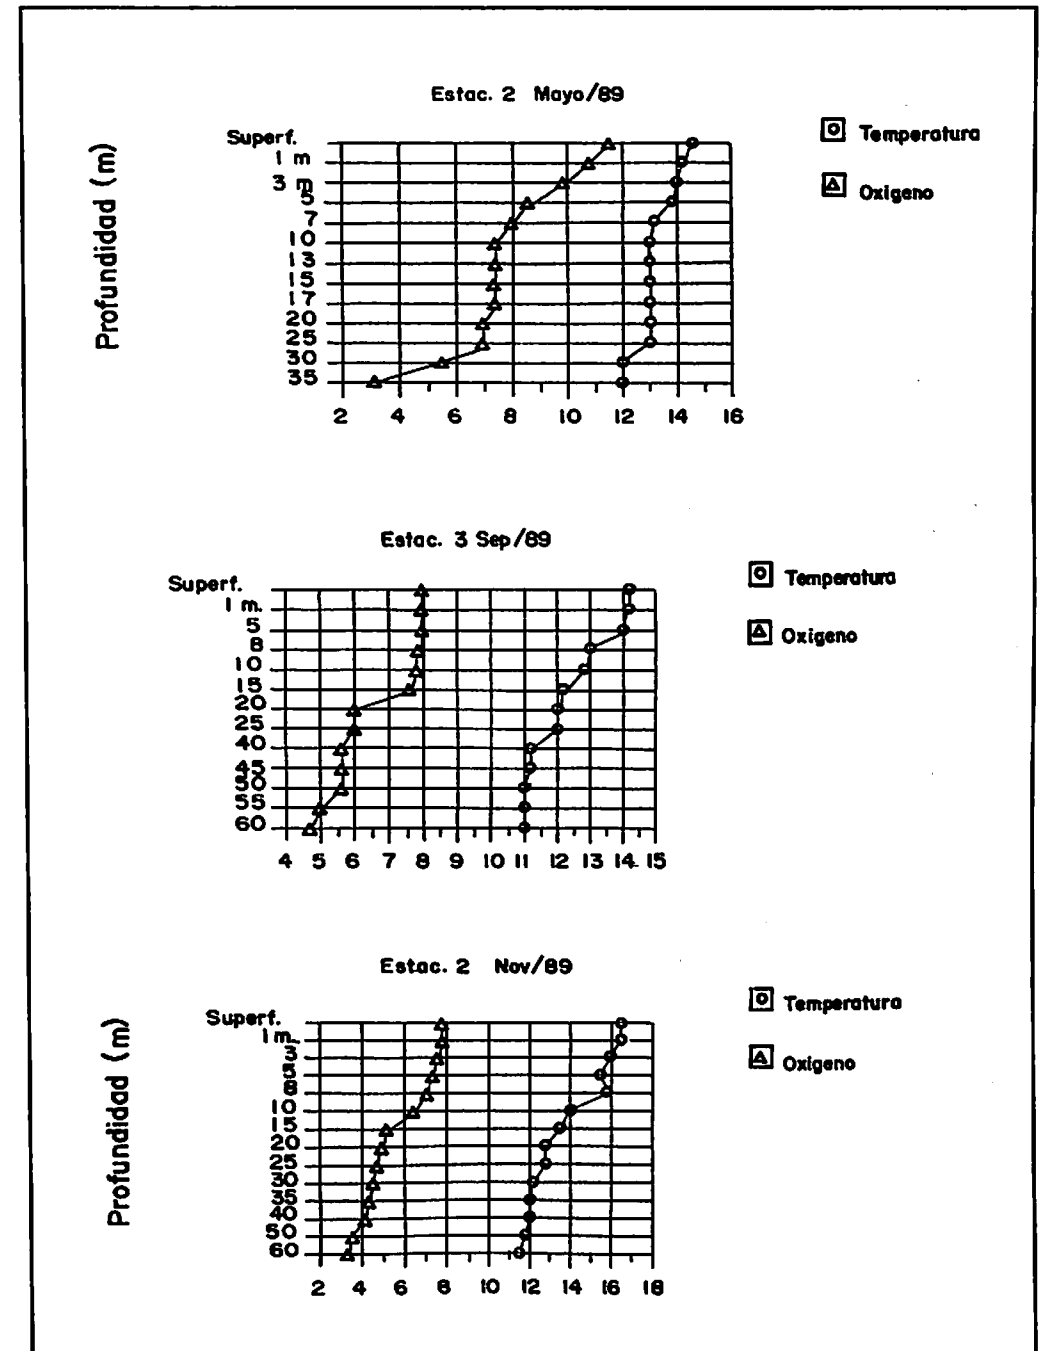 Estac. 2 Mayo/89
Temperatura
Oxigeno
Profundidad (m)
Superf.
1 m
3 m
5
7
10
13
15
17
20
25
30
35
2 4 6 8 10 12 14 16
Estac. 3 Sep/89
Temperatura
Oxigeno
Superf.
1 m.
5
8
10
15
20
25
40
45
50
55
60
4 5 6 7 8 9 10 11 12 13 14 15
Estac. 2 Nov/89
Temperatura
Oxigeno
Profundidad (m)
Superf.
1 m.
3
5
8
10
15
20
25
30
35
40
50
60
2 4 6 8 10 12 14 16 18